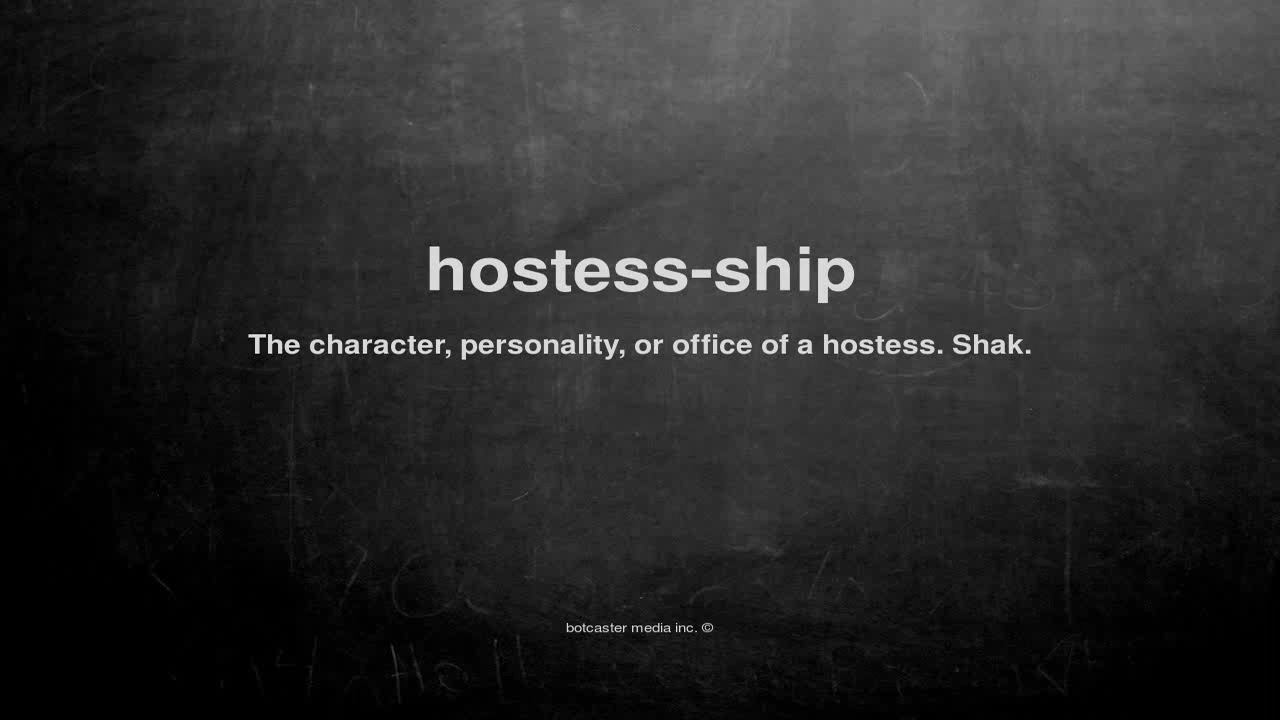 hostess-ship
The character, personality, or office of a hostess. Shak.
botcaster media inc. ©